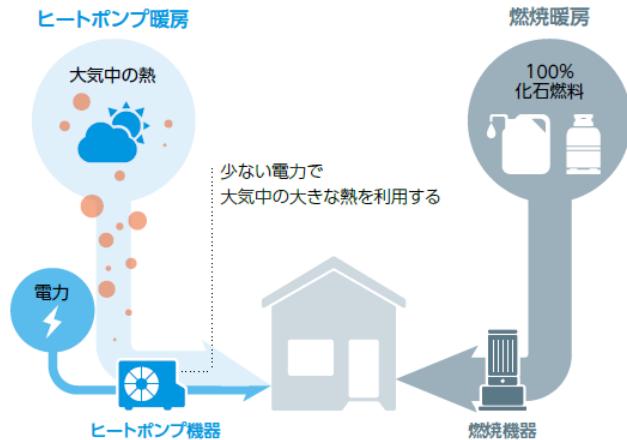 ヒートポンプ暖房
燃焼暖房
大気中の熱
100%
化石燃料
少ない電力で
大気中の大きな熱を利用する
電力
ヒートポンプ機器
燃焼機器